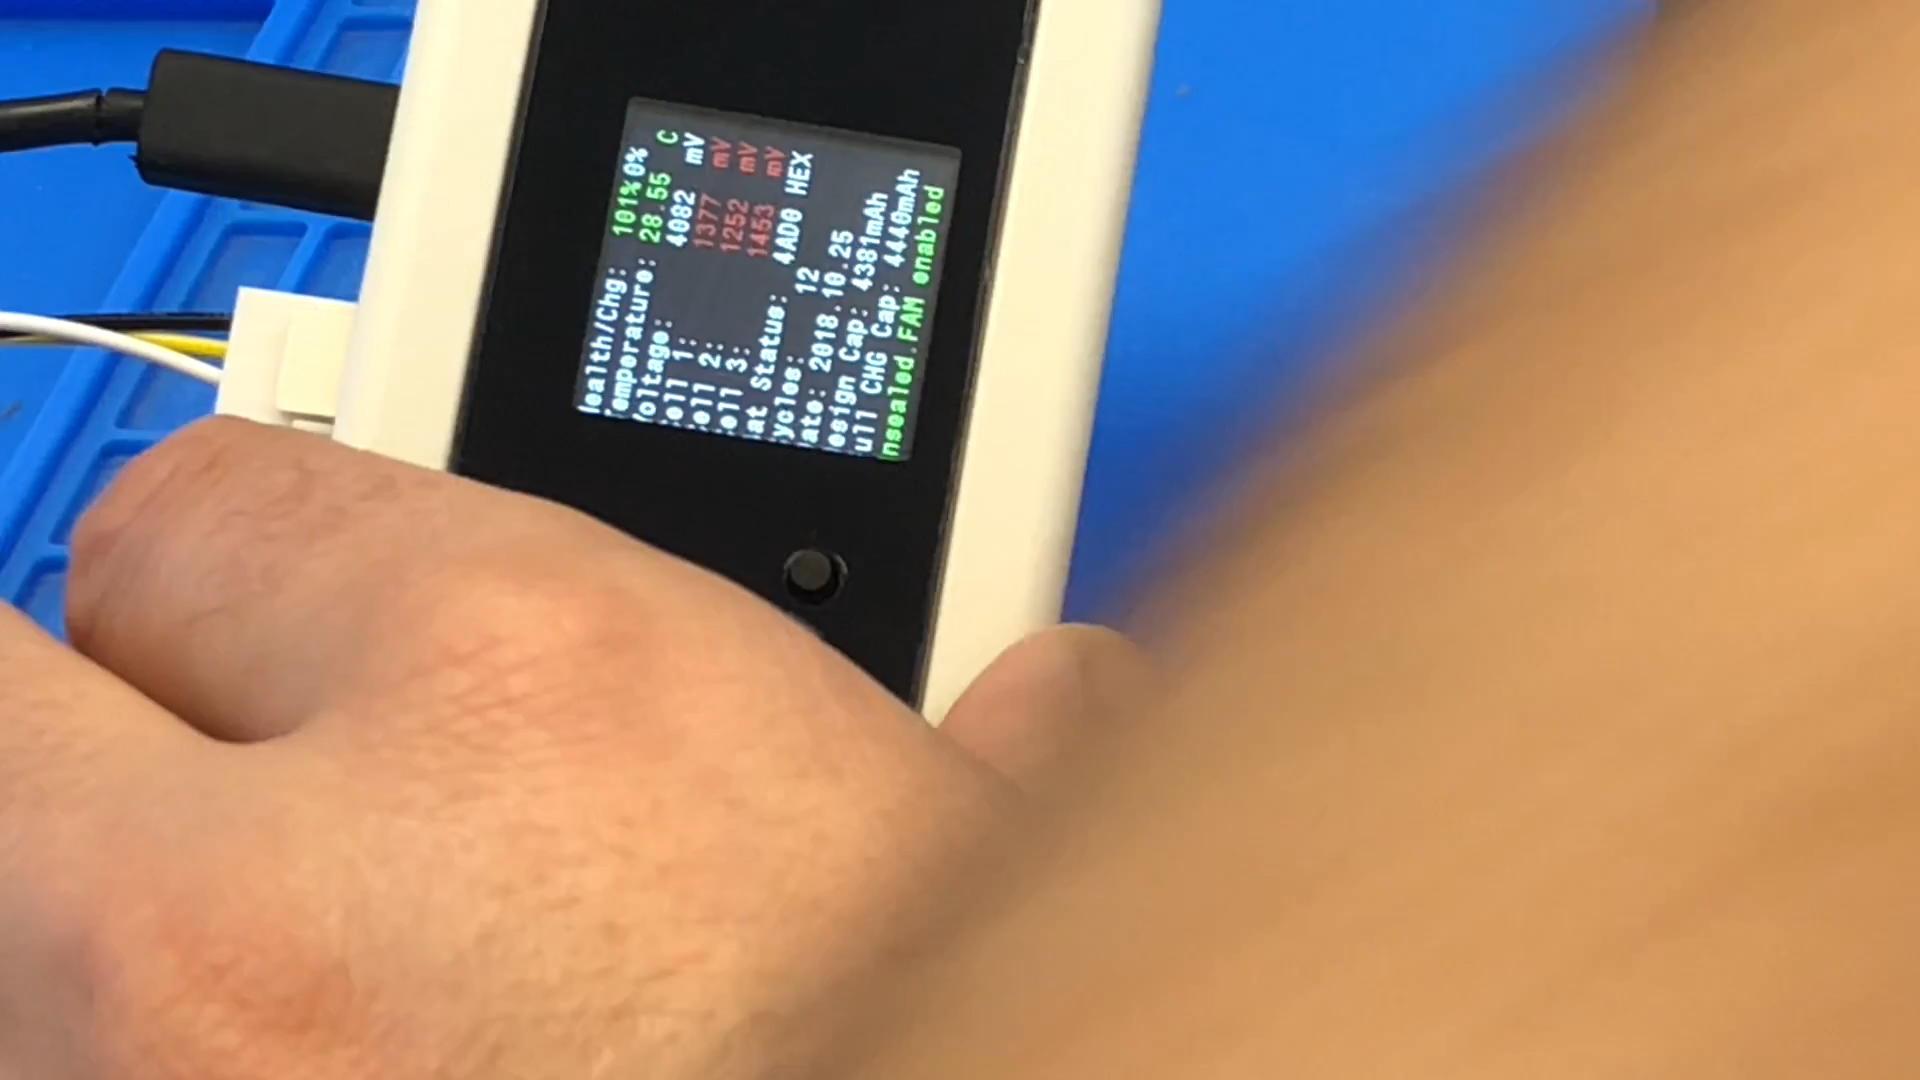 ealth/Chg: 101%0%
emperature: 28.55 C
oltage: 4082 mV
ell 1: 1377 mV
ell 2: 1252 mV
ell 3: 1453 mV
at Status: 4AD0 HEX
ycles: 12
ate: 2018.10.25
esign Cap: 4381mAh
ull CHG Cap: 4440mAh
nsealed.FAM enabled